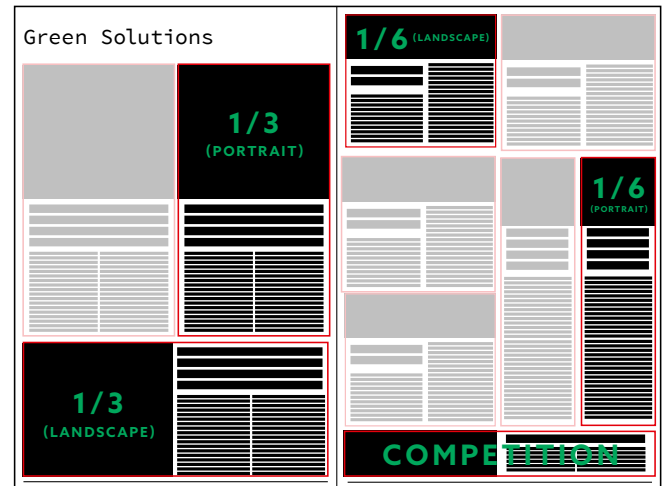 Green Solutions
1/3
(PORTRAIT)
1/3
(LANDSCAPE)
1/6 (LANDSCAPE)
1/6
(PORTRAIT)
COMPETITION